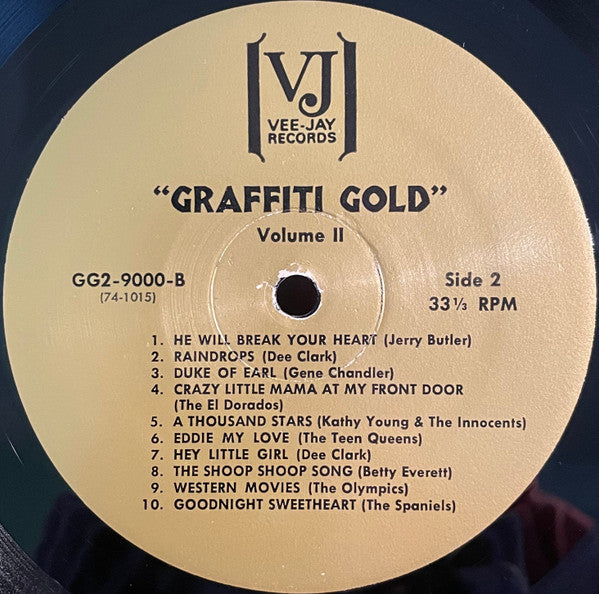 VJ
VEE-JAY
RECORDS
"GRAFFITI GOLD"
Volume II
GG2-9000-B
(74-1015)
Side 2
33⅓ RPM
1. HE WILL BREAK YOUR HEART (Jerry Butler)
2. RAINDROPS (Dee Clark)
3. DUKE OF EARL (Gene Chandler)
4. CRAZY LITTLE MAMA AT MY FRONT DOOR
(The El Dorados)
5. A THOUSAND STARS (Kathy Young & The Innocents)
6. EDDIE MY LOVE (The Teen Queens)
7. HEY LITTLE GIRL (Dee Clark)
8. THE SHOOP SHOOP SONG (Betty Everett)
9. WESTERN MOVIES (The Olympics)
10. GOODNIGHT SWEETHEART (The Spaniels)